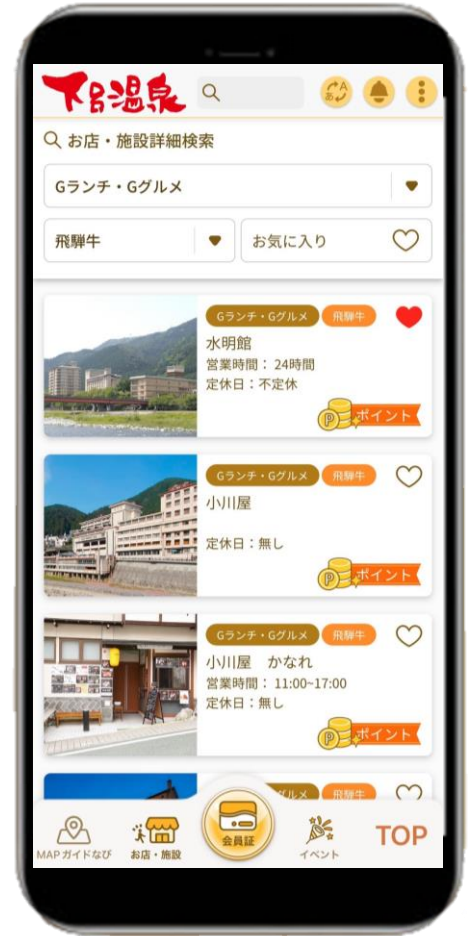 下呂温泉
あ A
お店・施設詳細検索
Gランチ・Gグルメ
飛騨牛 お気に入り
Gランチ・Gグルメ 飛騨牛
水明館
営業時間： 24時間
定休日：不定休
P ポイント
Gランチ・Gグルメ 飛騨牛
小川屋
定休日：無し
P ポイント
Gランチ・Gグルメ 飛騨牛
小川屋　かなれ
営業時間： 11:00~17:00
定休日：無し
P ポイント
グルメ 飛騨牛
MAPガイドなび お店・施設 会員証 イベント TOP